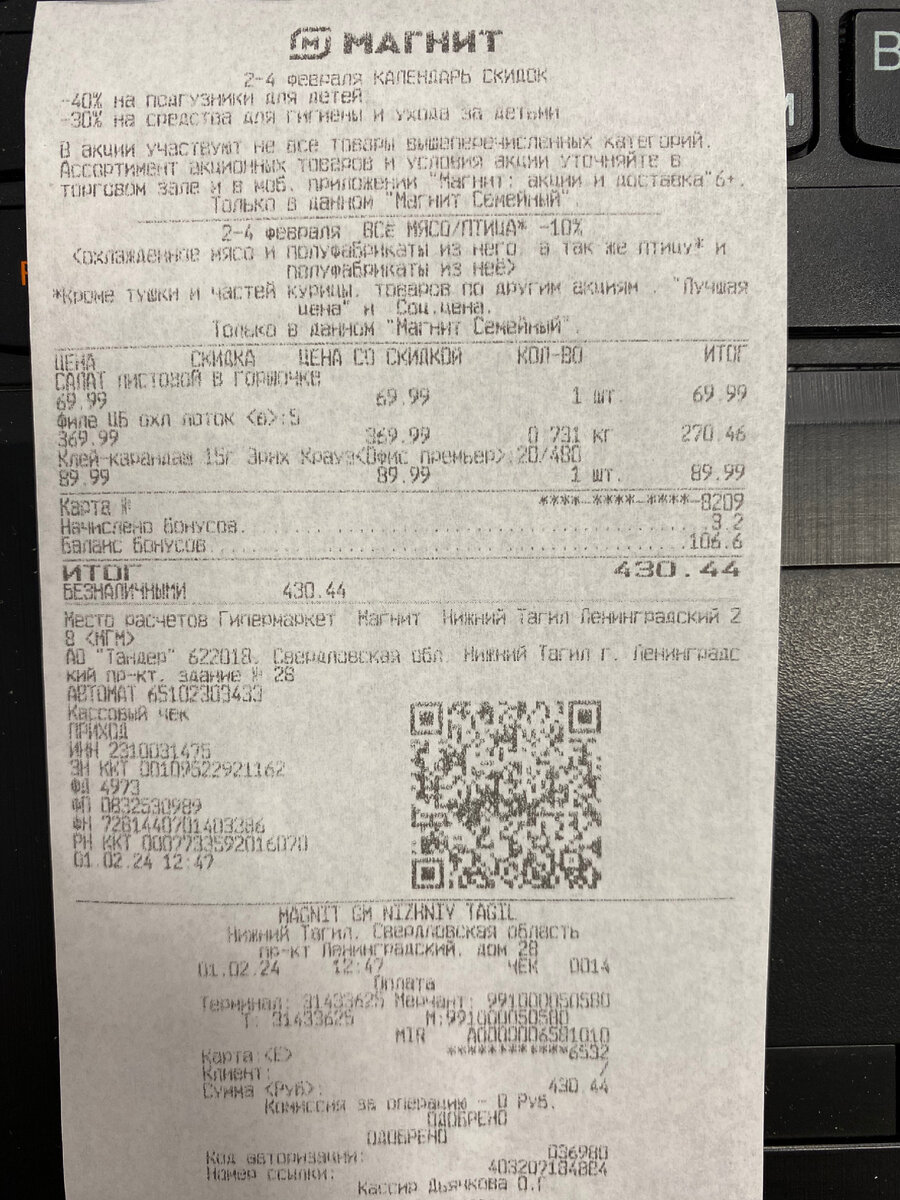 МАГНИТ
2-4 февраля КАЛЕНДАРЬ СКИДОК
-40% на подгузники для детей
-30% на средства для гигиены и ухода за детьми
В акции участвуют не все товары вышеперечисленных категорий.
Ассортимент акционных товаров и условия акции уточняйте в
торговом зале и в моб. приложении "Магнит: акции и доставка"6+.
Только в данном "Магнит Семейный".
2-4 февраля ВСЕ МЯСО/ПТИЦА* -10%
<охлажденное мясо и полуфабрикаты из него, а так же птицу* и
полуфабрикаты из неё>
*Кроме тушки и частей курицы, товаров по другим акциям , "Лучшая
цена" и Соц.цена.
Только в данном "Магнит Семейный".
ЦЕНА СКИДКА ЦЕНА СО СКИДКОЙ КОЛ-ВО ИТОГ
САЛАТ ЛИСТОВОЙ В ГОРШОЧКЕ
69.99 69.99 1 шт. 69.99
Филе ЦБ охл лоток <в>:5
369.99 369.99 0.731 кг 270.46
Клей-карандаш 15г Эрих Крауз<Офис премьер>:20/480
89.99 89.99 1 шт. 89.99
Карта № ****-****-****-8209
Начислено бонусов..............................3.2
Баланс бонусов..............................106.6
ИТОГ 430.44
БЕЗНАЛИЧНЫМИ 430.44
Место расчетов Гипермаркет Магнит Нижний Тагил Ленинградский 2
8 <МГМ>
АО "Тандер" 622018, Свердловская обл, Нижний Тагил г, Ленинградс
кий пр-кт, здание № 28
АВТОМАТ 65102303433
Кассовый чек
ПРИХОД
ИНН 2310031475
ЗН ККТ 00109522921162
ФД 4973
ФП 0832530989
ФН 7281440701403386
РН ККТ 0007733592016070
01.02.24 12:47
MAGNIT GM NIZHNIY TAGIL
Нижний Тагил, Свердловская область
пр-кт Ленинградский, дом 28
01.02.24 12:47 ЧЕК 0014
Оплата
Терминал: 31433625 Мерчант: 991000050580
Т: 31433625 М:991000050580
MIR A0000006581010
Карта:<E> ************6532
Клиент: /
Сумма <Руб>: 430.44
Комиссия за операцию - 0 Руб.
ОДОБРЕНО
ОДОБРЕНО
Код авторизации: 036980
Номер ссылки: 403207184884
Кассир Дьячкова О.Г